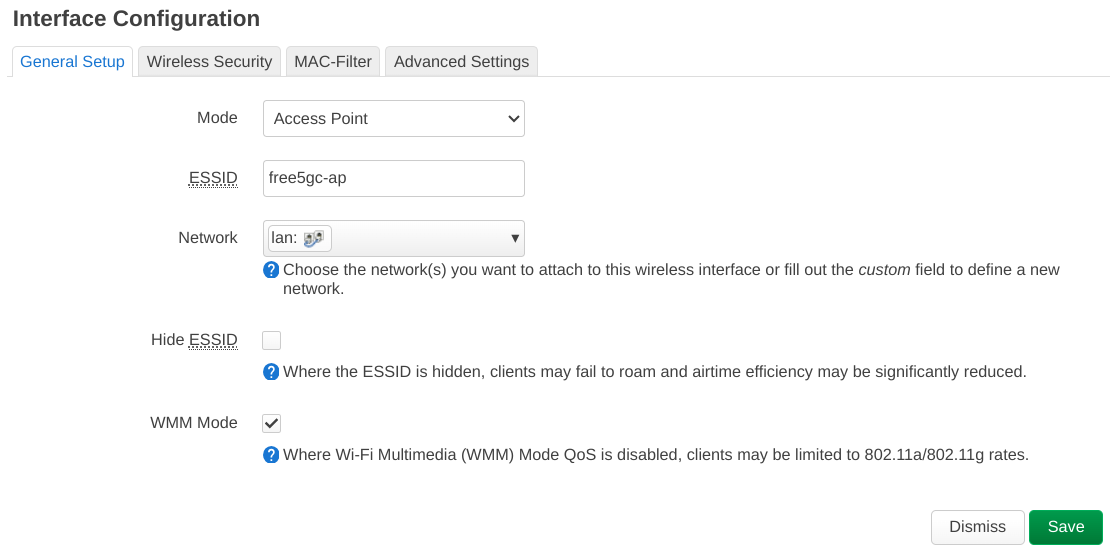 Interface Configuration
General Setup Wireless Security MAC-Filter Advanced Settings
Mode Access Point
ESSID free5gc-ap
Network lan:
Choose the network(s) you want to attach to this wireless interface or fill out the custom field to define a new
network.
Hide ESSID
Where the ESSID is hidden, clients may fail to roam and airtime efficiency may be significantly reduced.
WMM Mode
Where Wi-Fi Multimedia (WMM) Mode QoS is disabled, clients may be limited to 802.11a/802.11g rates.
Dismiss Save